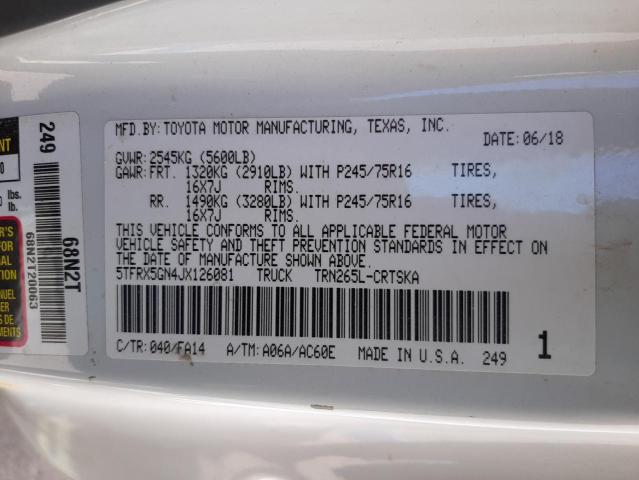 MFD.BY:TOYOTA MOTOR MANUFACTURING, TEXAS, INC.
DATE:06/18
GVWR:2545KG (5600LB)
GAWR:FRT. 1320KG (2910LB) WITH P245/75R16 TIRES,
16X7J RIMS.
RR. 1490KG (3280LB) WITH P245/75R16 TIRES,
16X7J RIMS.
THIS VEHICLE CONFORMS TO ALL APPLICABLE FEDERAL MOTOR
VEHICLE SAFETY AND THEFT PREVENTION STANDARDS IN EFFECT ON
THE DATE OF MANUFACTURE SHOWN ABOVE.
5TFRX5GN4JX126081 TRUCK TRN265L-CRTSKA
C/TR:040/FA14 A/TM:A06A/AC60E MADE IN U.S.A. 249
1
249
68N2T
68N2T20063
lbs.
lb.